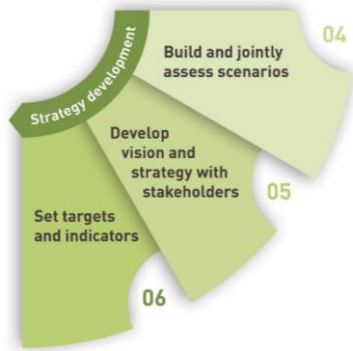 Strategy development
Build and jointly
assess scenarios
04
Develop
vision and
strategy with
stakeholders
05
Set targets
and indicators
06